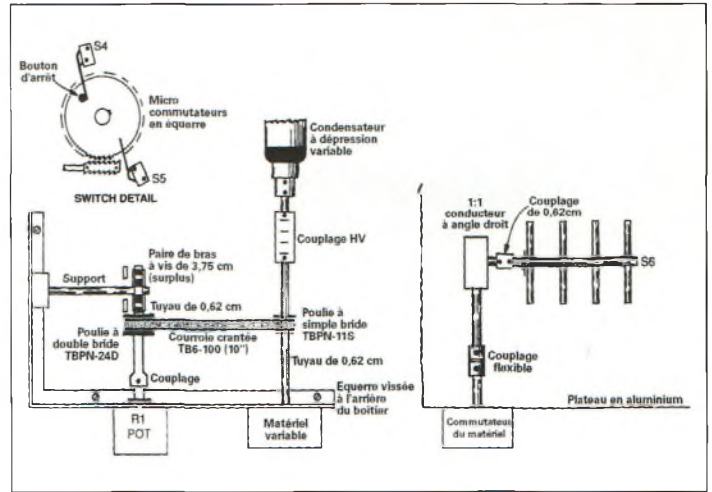 S4
Bouton
d'arrêt
Micro
commutateurs
en équerre
S5
SWITCH DETAIL
Condensateur
à dépression
variable
Couplage HV
Paire de bras
à vis de 3,75 cm
(surplus)
Support
Tuyau de 0,62 cm
Poulie à
simple bride
TBPN-11S
Poulie à
double bride
TBPN-24D
Courroie crantée
TB6-100 (10")
Tuyau de 0,62 cm
Couplage
Equerre vissée
à l'arrière
du boîtier
R1
POT
Matériel
variable
1:1
conducteur
à angle droit
Couplage
de 0,62cm
S6
Couplage
flexible
Plateau en aluminium
Commutateur
du matériel